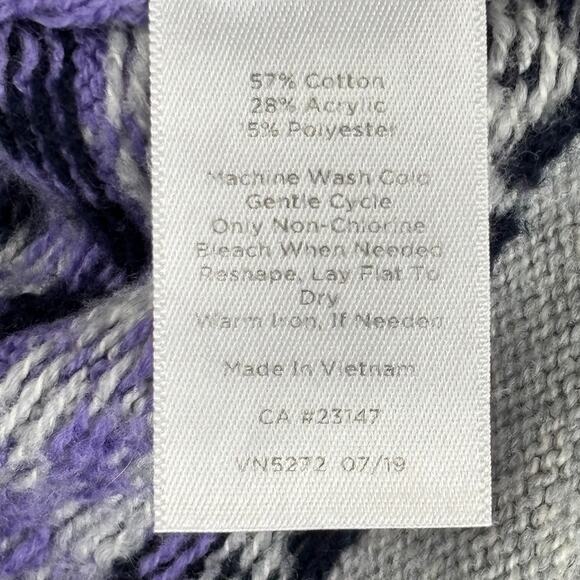 57% Cotton
28% Acrylic
15% Polyester
Machine Wash Cold
Gentle Cycle
Only Non-Chlorine
Bleach When Needed
Reshape, Lay Flat To
Dry
Warm Iron, If Needed
Made In Vietnam
CA #23147
VN5272 07/19